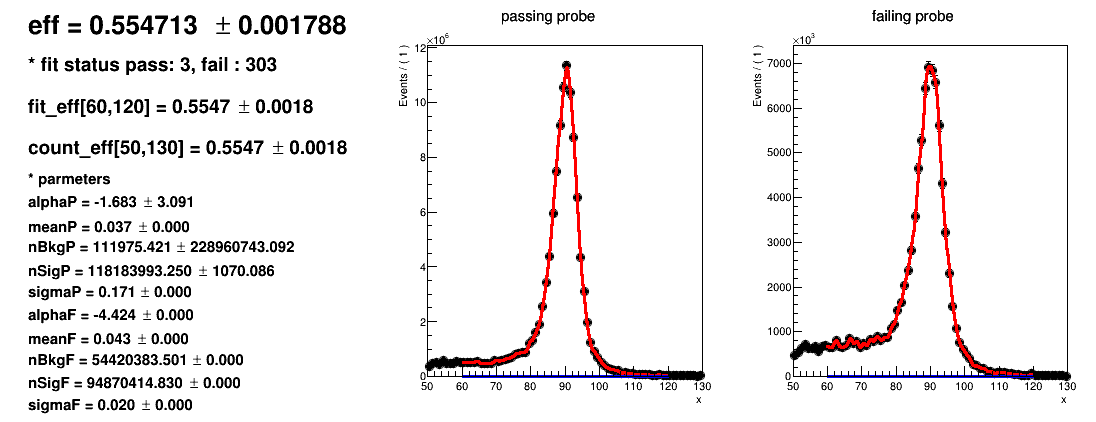 eff = 0.554713 ± 0.001788
* fit status pass: 3, fail : 303
fit_eff[60,120] = 0.5547 ± 0.0018
count_eff[50,130] = 0.5547 ± 0.0018
* parmeters
alphaP = -1.683 ± 3.091
meanP = 0.037 ± 0.000
nBkgP = 111975.421 ± 228960743.092
nSigP = 118183993.250 ± 1070.086
sigmaP = 0.171 ± 0.000
alphaF = -4.424 ± 0.000
meanF = 0.043 ± 0.000
nBkgF = 54420383.501 ± 0.000
nSigF = 94870414.830 ± 0.000
sigmaF = 0.020 ± 0.000
passing probe
×10⁶
Events / ( 1 )
12
10
8
6
4
2
0
50 60 70 80 90 100 110 120 130
x
failing probe
×10³
Events / ( 1 )
7000
6000
5000
4000
3000
2000
1000
0
50 60 70 80 90 100 110 120 130
x